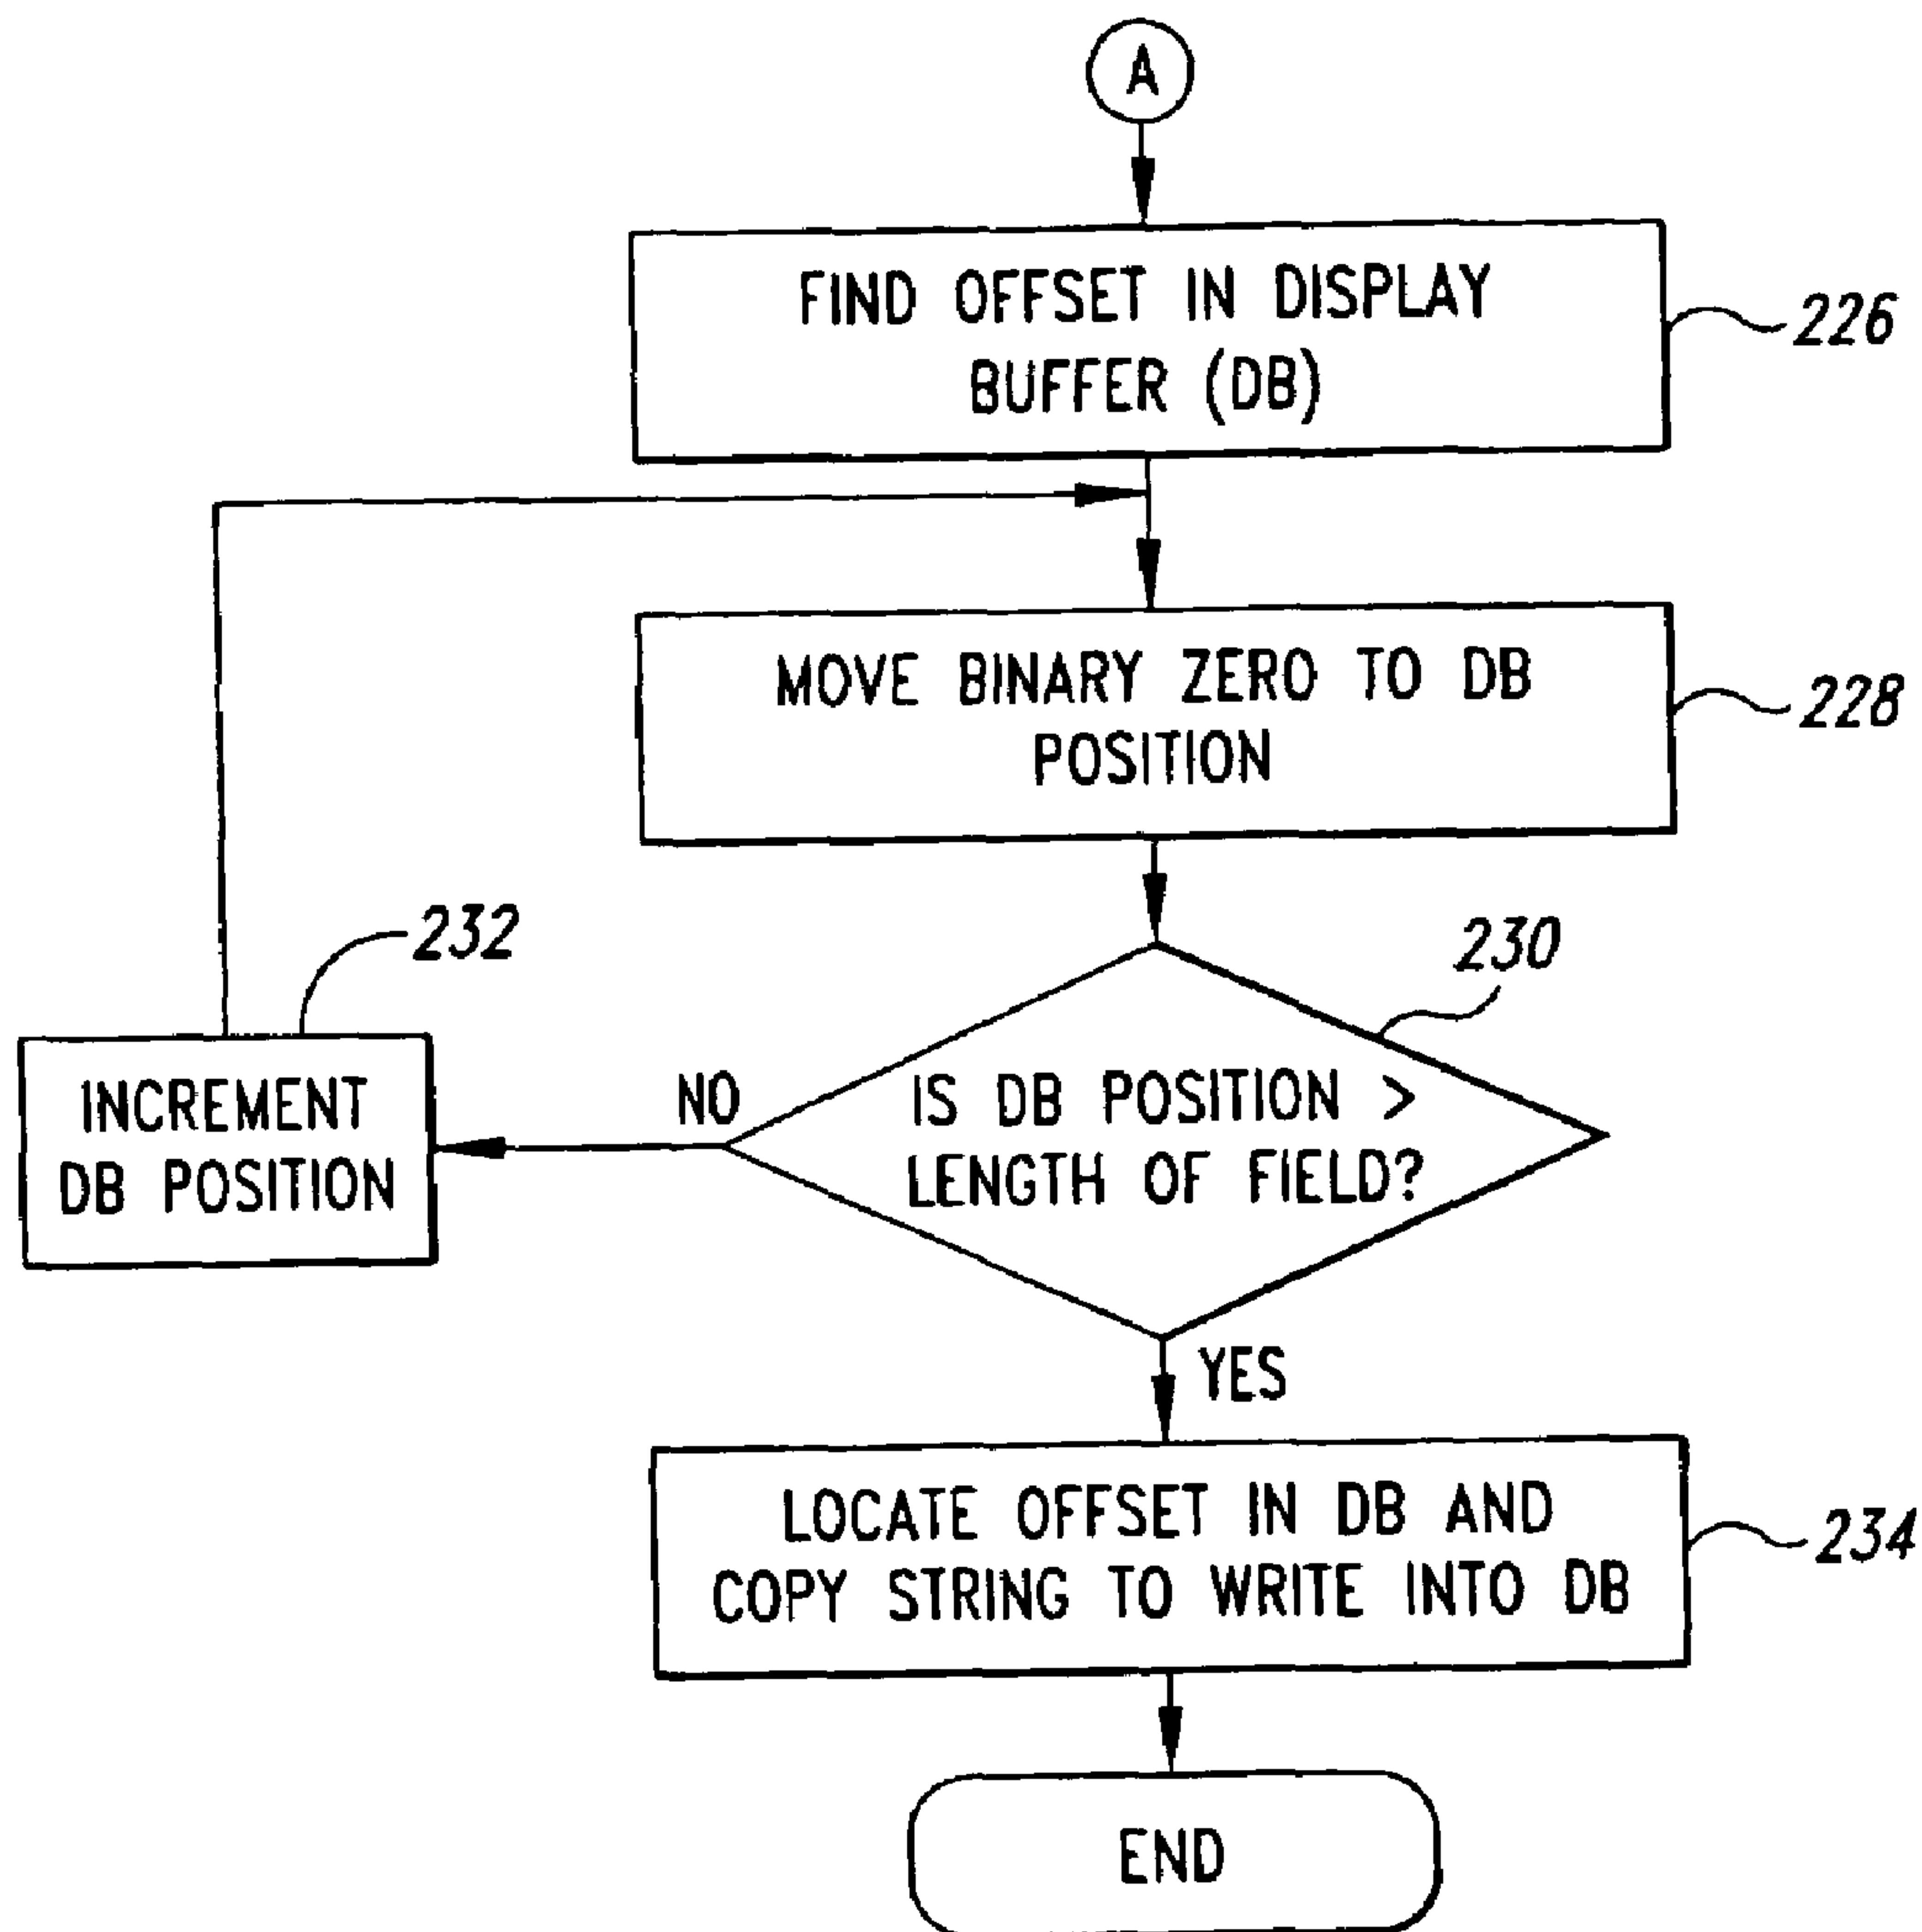 A
FIND OFFSET IN DISPLAY
BUFFER (DB)
226
MOVE BINARY ZERO TO DB
POSITION
228
232
230
INCREMENT
DB POSITION
NO
IS DB POSITION >
LENGTH OF FIELD?
YES
LOCATE OFFSET IN DB AND
COPY STRING TO WRITE INTO DB
234
END